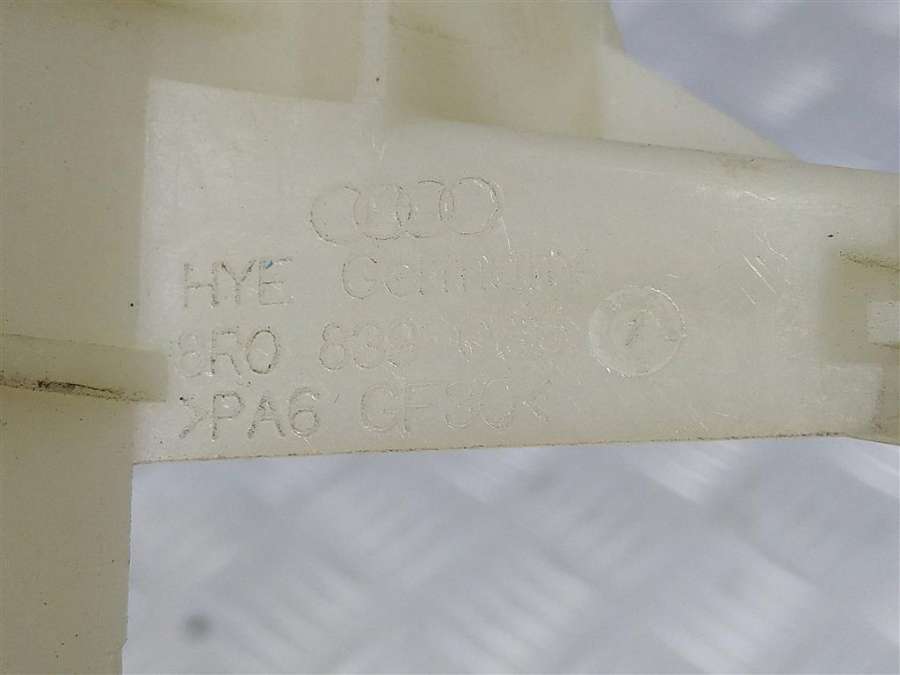 HYE Germany
8R0 839
>PA6 GF30<